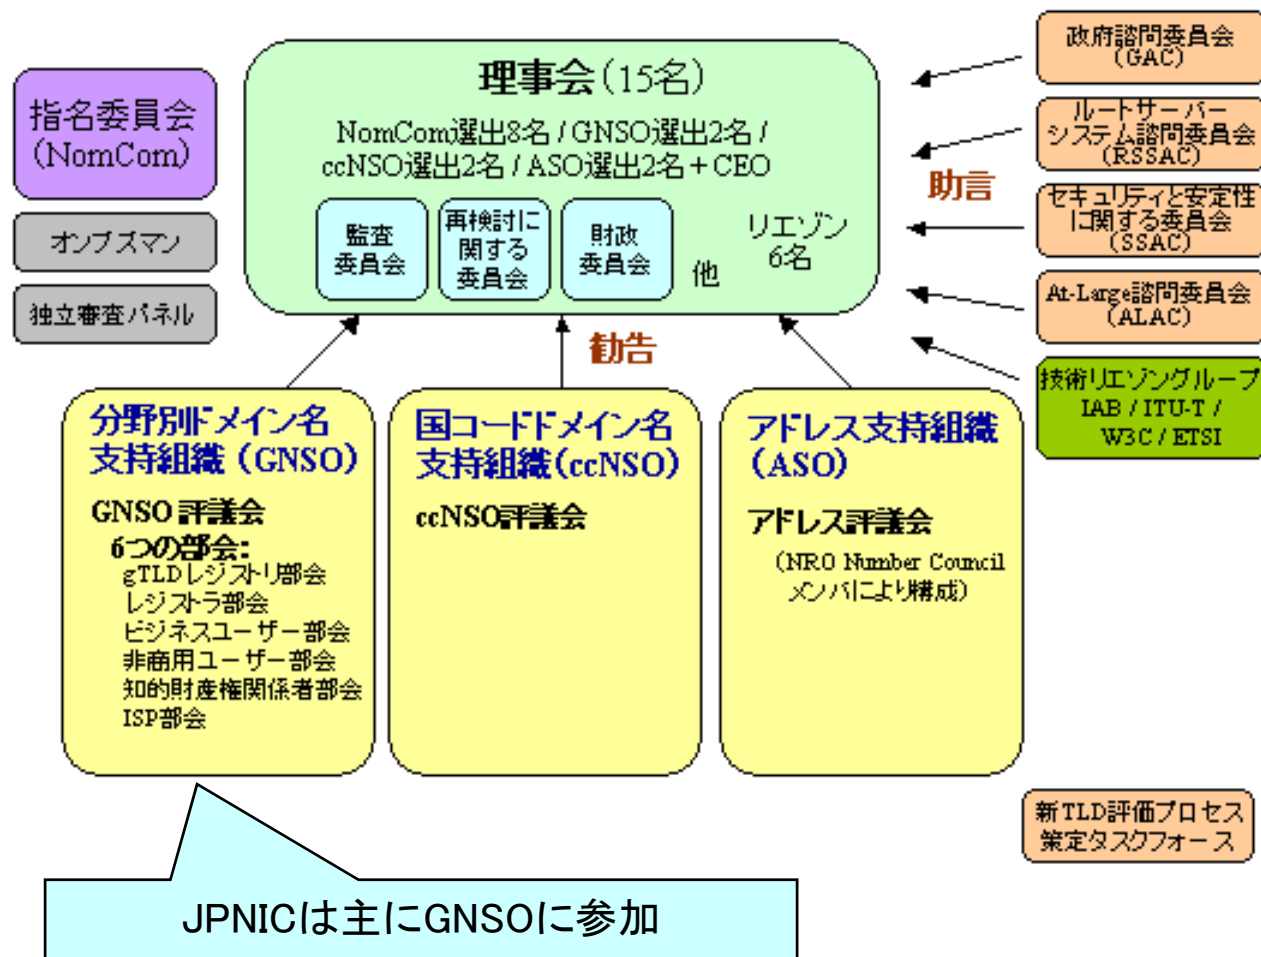 指名委員会
(NomCom)
オンブズマン
独立審査パネル
理事会(15名)
NomCom選出8名 / GNSO選出2名 /
ccNSO選出2名 / ASO選出2名+CEO
監査
委員会
再検討に
関する
委員会
財政
委員会
他
リエゾン
6名
助言
政府諮問委員会
(GAC)
ルートサーバー
システム諮問委員会
(RSSAC)
セキュリティと安定性
に関する委員会
(SSAC)
At-Large諮問委員会
(ALAC)
技術リエゾングループ
IAB / ITU-T /
W3C / ETSI
勧告
分野別ドメイン名
支持組織(GNSO)
GNSO評議会
6つの部会:
gTLDレジストリ部会
レジストラ部会
ビジネスユーザー部会
非商用ユーザー部会
知的財産権関係者部会
ISP部会
国コードドメイン名
支持組織(ccNSO)
ccNSO評議会
アドレス支持組織
(ASO)
アドレス評議会
(NRO Number Council
メンバにより構成)
新TLD評価プロセス
策定タスクフォース
JPNICは主にGNSOに参加